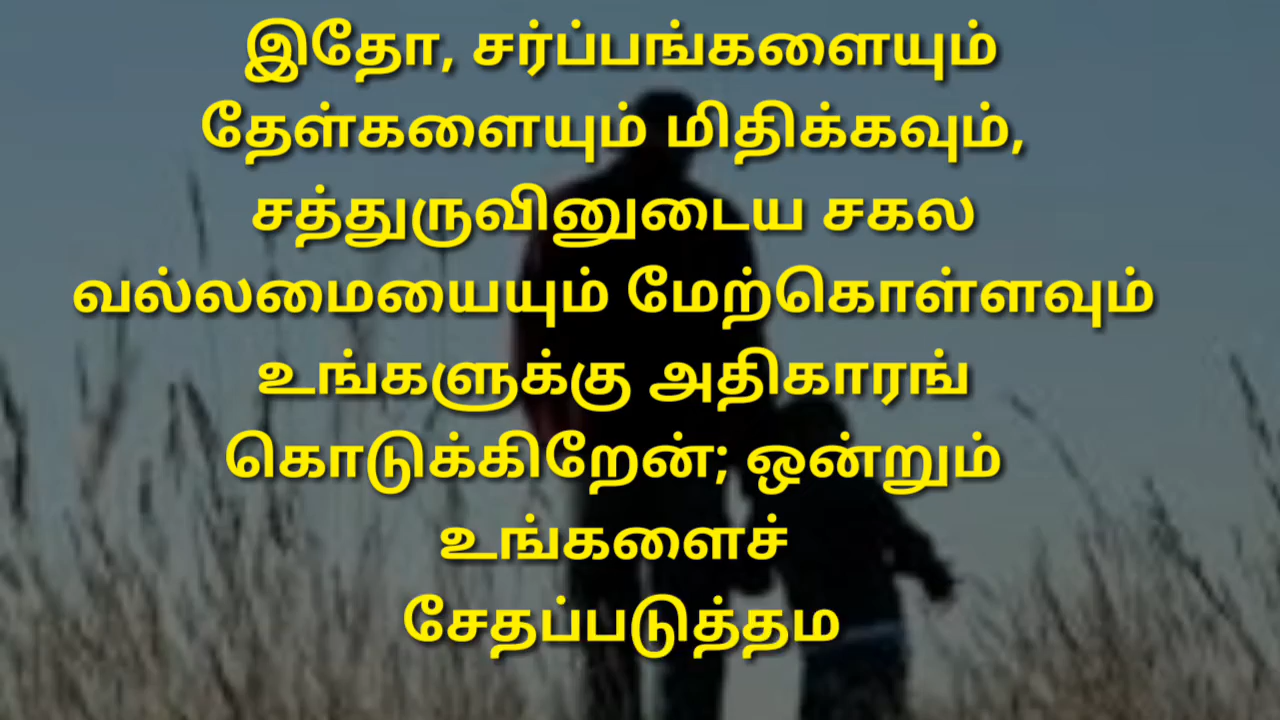 இதோ, சர்ப்பங்களையும்
தேள்களையும் மிதிக்கவும்,
சத்துருவினுடைய சகல
வல்லமையையும் மேற்கொள்ளவும்
உங்களுக்கு அதிகாரங்
கொடுக்கிறேன்; ஒன்றும்
உங்களைச்
சேதப்படுத்தம